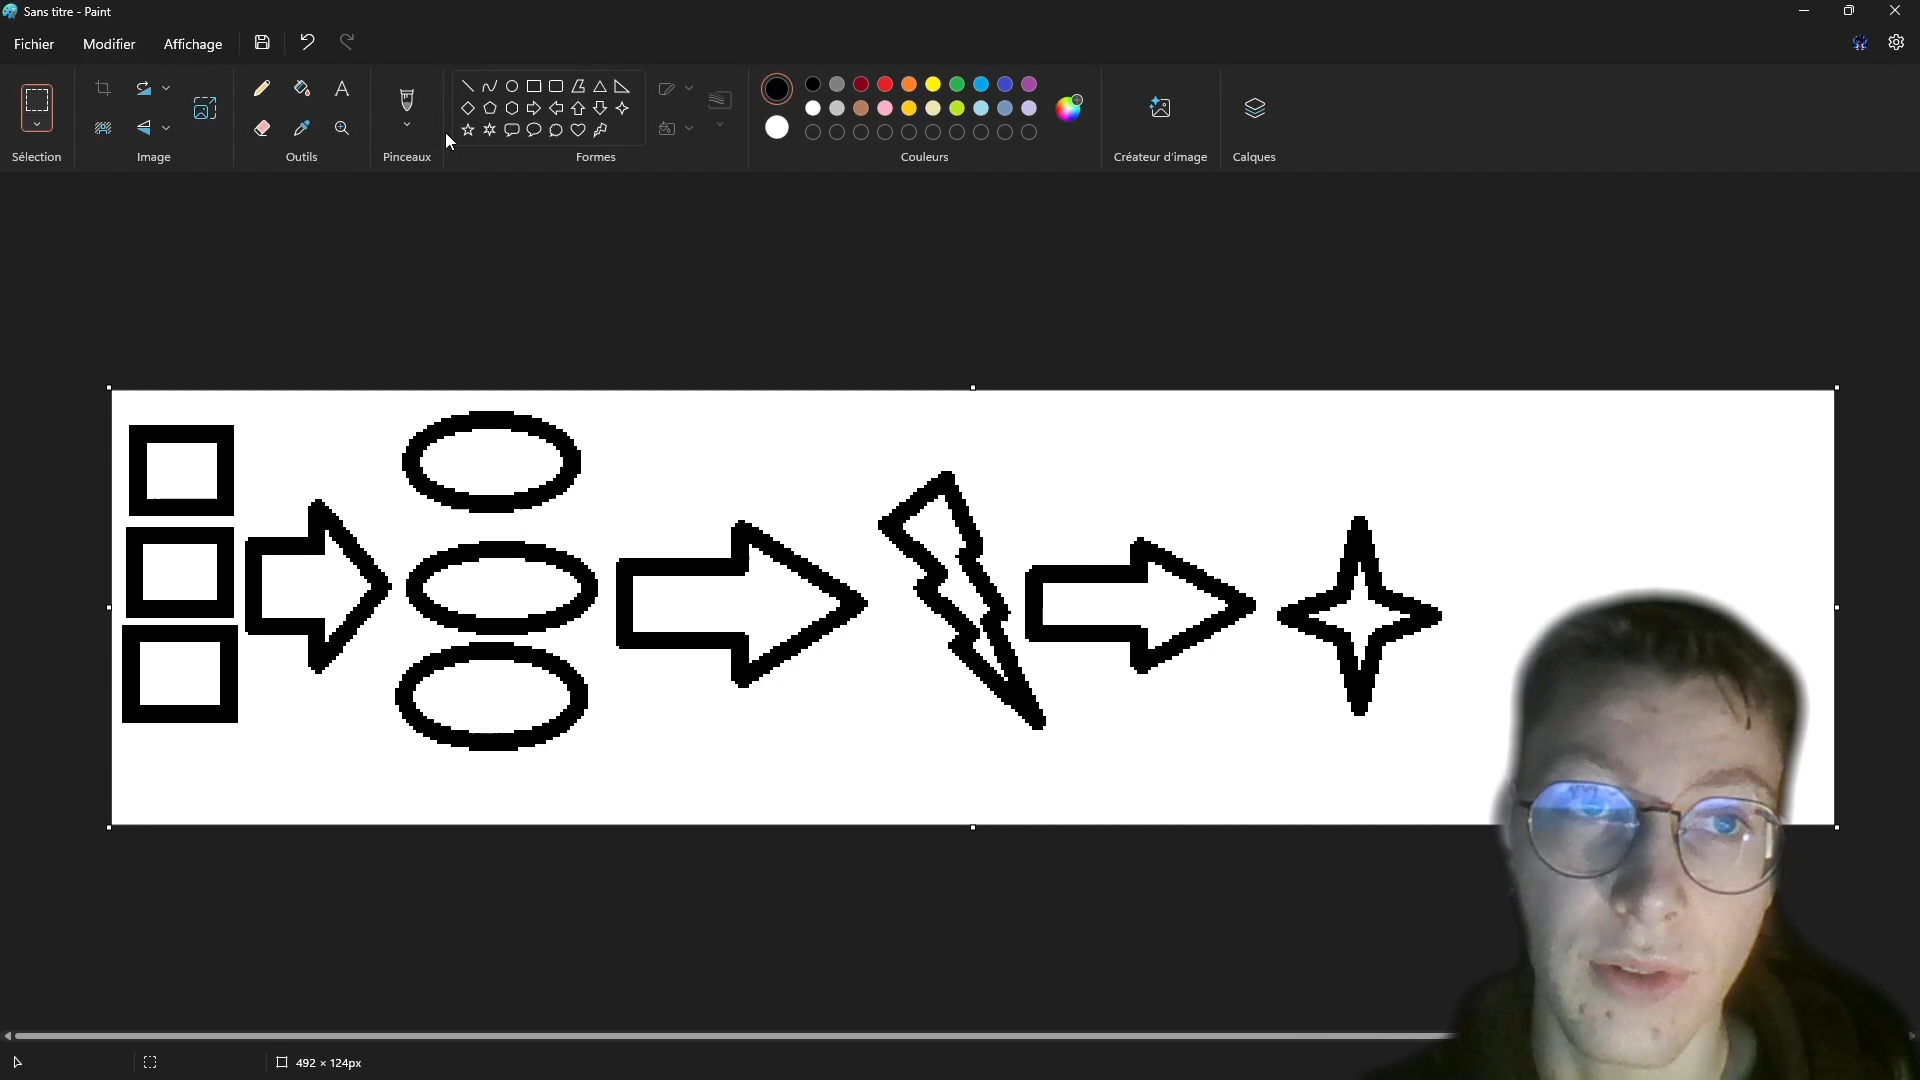 Sans titre - Paint
Fichier Modifier Affichage
Sélection Image Outils Pinceaux Formes Couleurs Créateur d'image Calques
492 × 124px